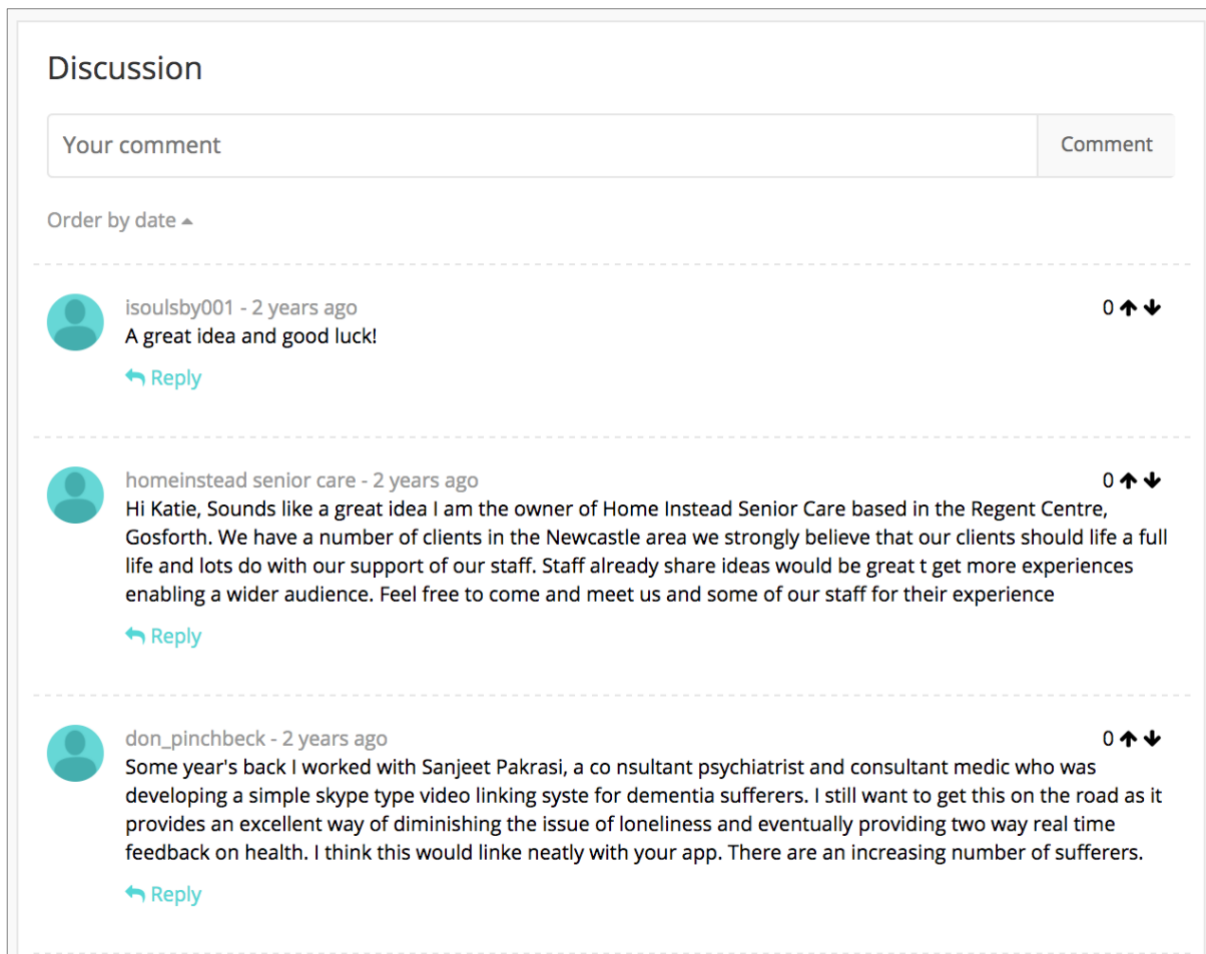 Discussion
Your comment
Comment
Order by date
isoulsby001 - 2 years ago
0
A great idea and good luck!
Reply
homeinstead senior care - 2 years ago
0
Hi Katie, Sounds like a great idea I am the owner of Home Instead Senior Care based in the Regent Centre,
Gosforth. We have a number of clients in the Newcastle area we strongly believe that our clients should life a full
life and lots do with our support of our staff. Staff already share ideas would be great t get more experiences
enabling a wider audience. Feel free to come and meet us and some of our staff for their experience
Reply
don_pinchbeck - 2 years ago
0
Some year's back I worked with Sanjeet Pakrasi, a co nsultant psychiatrist and consultant medic who was
developing a simple skype type video linking syste for dementia sufferers. I still want to get this on the road as it
provides an excellent way of diminishing the issue of loneliness and eventually providing two way real time
feedback on health. I think this would linke neatly with your app. There are an increasing number of sufferers.
Reply